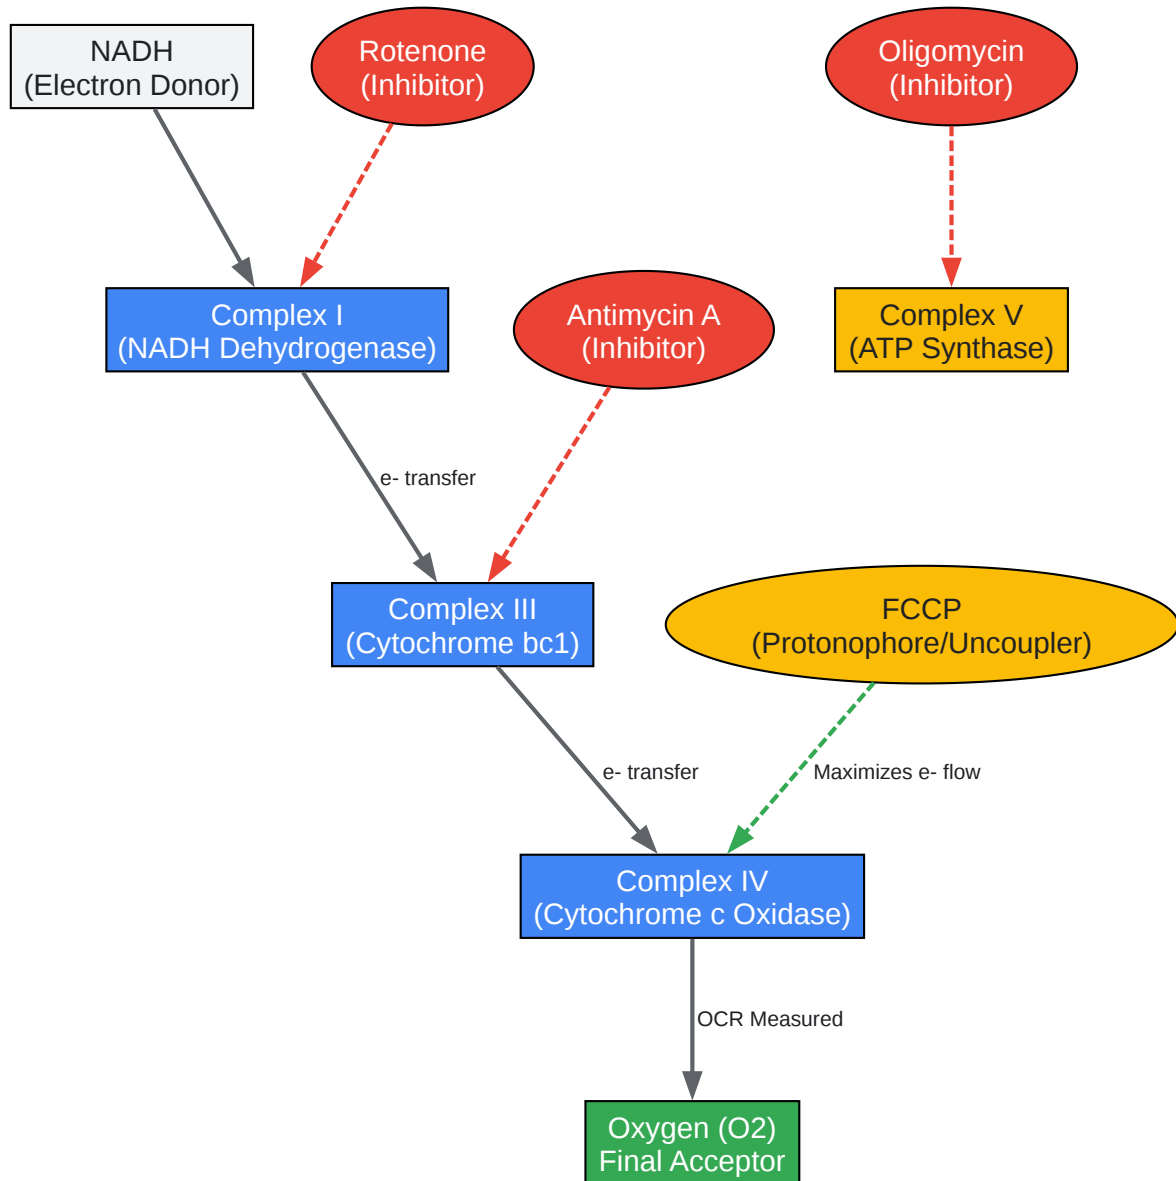 NADH
(Electron Donor)
Rotenone
(Inhibitor)
Oligomycin
(Inhibitor)
Complex I
(NADH Dehydrogenase)
Antimycin A
(Inhibitor)
Complex V
(ATP Synthase)
e- transfer
Complex III
(Cytochrome bc1)
FCCP
(Protonophore/Uncoupler)
e- transfer
Maximizes e- flow
Complex IV
(Cytochrome c Oxidase)
OCR Measured
Oxygen (O2)
Final Acceptor